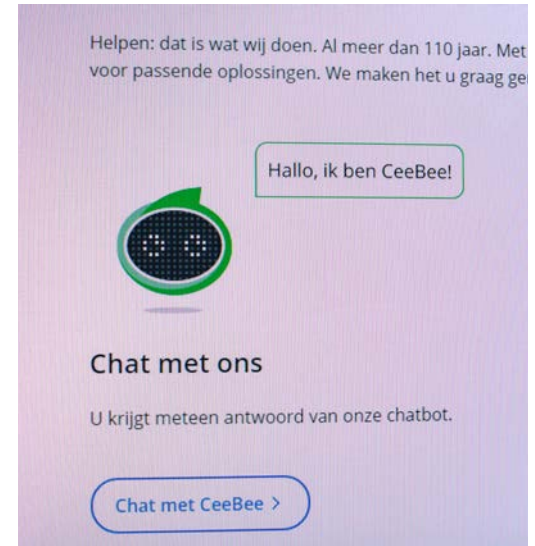 Helpen: dat is wat wij doen. Al meer dan 110 jaar. Met
voor passende oplossingen. We maken het u graag
Hallo, ik ben CeeBee!
Chat met ons
U krijgt meteen antwoord van onze chatbot.
Chat met CeeBee >